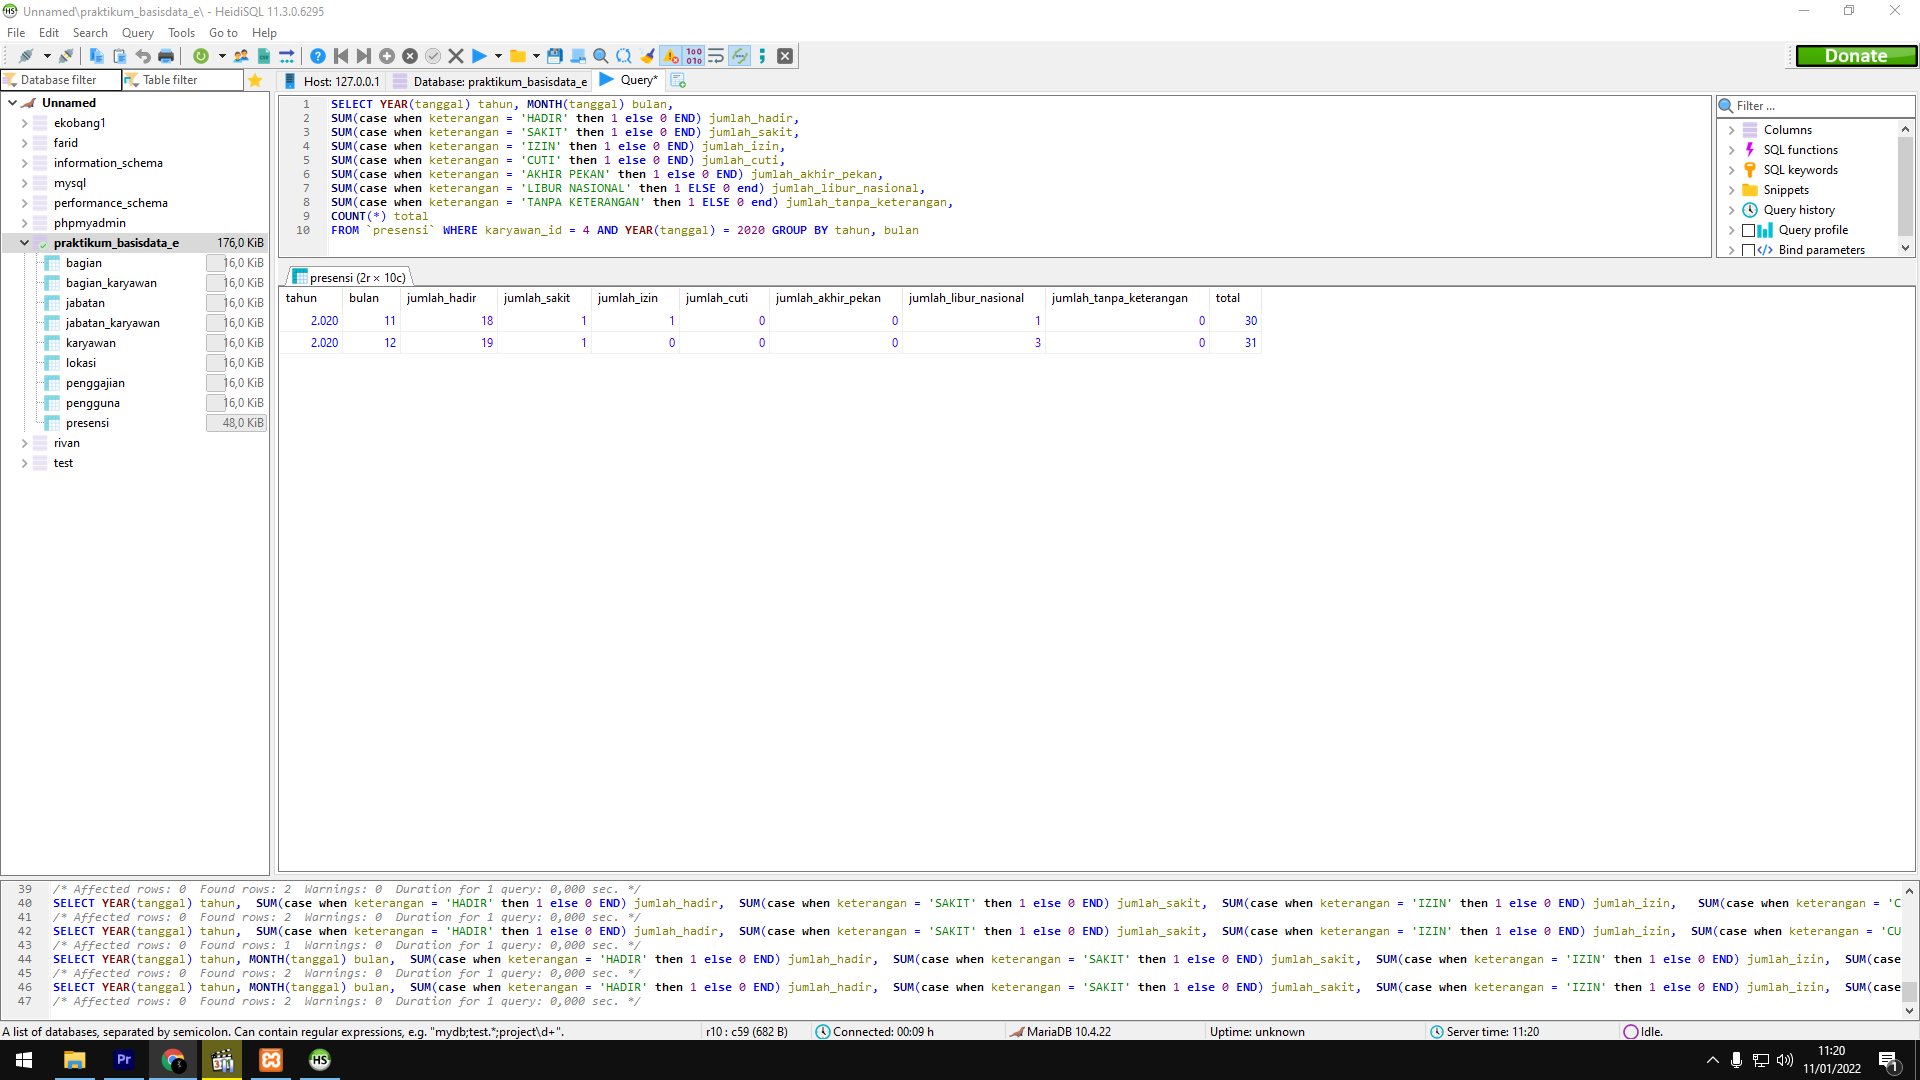 Unnamed\praktikum_basisdata_e\ - HeidiSQL 11.3.0.6295
File Edit Search Query Tools Go to Help
Donate
Database filter Table filter
Host: 127.0.0.1 Database: praktikum_basisdata_e Query*
Unnamed
ekobang1
farid
information_schema
mysql
performance_schema
phpmyadmin
praktikum_basisdata_e 176,0 KiB
bagian 16,0 KiB
bagian_karyawan 16,0 KiB
jabatan 16,0 KiB
jabatan_karyawan 16,0 KiB
karyawan 16,0 KiB
lokasi 16,0 KiB
penggajian 16,0 KiB
pengguna 16,0 KiB
presensi 48,0 KiB
rivan
test
1 SELECT YEAR(tanggal) tahun, MONTH(tanggal) bulan,
2 SUM(case when keterangan = 'HADIR' then 1 else 0 END) jumlah_hadir,
3 SUM(case when keterangan = 'SAKIT' then 1 else 0 END) jumlah_sakit,
4 SUM(case when keterangan = 'IZIN' then 1 else 0 END) jumlah_izin,
5 SUM(case when keterangan = 'CUTI' then 1 else 0 END) jumlah_cuti,
6 SUM(case when keterangan = 'AKHIR PEKAN' then 1 else 0 END) jumlah_akhir_pekan,
7 SUM(case when keterangan = 'LIBUR NASIONAL' then 1 ELSE 0 end) jumlah_libur_nasional,
8 SUM(case when keterangan = 'TANPA KETERANGAN' then 1 ELSE 0 end) jumlah_tanpa_keterangan,
9 COUNT(*) total
10 FROM `presensi` WHERE karyawan_id = 4 AND YEAR(tanggal) = 2020 GROUP BY tahun, bulan
Filter ...
Columns
SQL functions
SQL keywords
Snippets
Query history
Query profile
Bind parameters
presensi (2r × 10c)
tahun bulan jumlah_hadir jumlah_sakit jumlah_izin jumlah_cuti jumlah_akhir_pekan jumlah_libur_nasional jumlah_tanpa_keterangan total
2.020 11 18 1 1 0 0 1 0 30
2.020 12 19 1 0 0 0 3 0 31
39 /* Affected rows: 0 Found rows: 2 Warnings: 0 Duration for 1 query: 0,000 sec. */
40 SELECT YEAR(tanggal) tahun, SUM(case when keterangan = 'HADIR' then 1 else 0 END) jumlah_hadir, SUM(case when keterangan = 'SAKIT' then 1 else 0 END) jumlah_sakit, SUM(case when keterangan = 'IZIN' then 1 else 0 END) jumlah_izin, SUM(case when keterangan = 'C
41 /* Affected rows: 0 Found rows: 2 Warnings: 0 Duration for 1 query: 0,000 sec. */
42 SELECT YEAR(tanggal) tahun, SUM(case when keterangan = 'HADIR' then 1 else 0 END) jumlah_hadir, SUM(case when keterangan = 'SAKIT' then 1 else 0 END) jumlah_sakit, SUM(case when keterangan = 'IZIN' then 1 else 0 END) jumlah_izin, SUM(case when keterangan = 'CU
43 /* Affected rows: 0 Found rows: 1 Warnings: 0 Duration for 1 query: 0,000 sec. */
44 SELECT YEAR(tanggal) tahun, MONTH(tanggal) bulan, SUM(case when keterangan = 'HADIR' then 1 else 0 END) jumlah_hadir, SUM(case when keterangan = 'SAKIT' then 1 else 0 END) jumlah_sakit, SUM(case when keterangan = 'IZIN' then 1 else 0 END) jumlah_izin, SUM(case
45 /* Affected rows: 0 Found rows: 2 Warnings: 0 Duration for 1 query: 0,000 sec. */
46 SELECT YEAR(tanggal) tahun, MONTH(tanggal) bulan, SUM(case when keterangan = 'HADIR' then 1 else 0 END) jumlah_hadir, SUM(case when keterangan = 'SAKIT' then 1 else 0 END) jumlah_sakit, SUM(case when keterangan = 'IZIN' then 1 else 0 END) jumlah_izin, SUM(case
47 /* Affected rows: 0 Found rows: 2 Warnings: 0 Duration for 1 query: 0,000 sec. */
A list of databases, separated by semicolon. Can contain regular expressions, e.g. "mydb;test.*;project\d+". r10 : c59 (682 B) Connected: 00:09 h MariaDB 10.4.22 Uptime: unknown Server time: 11:20 Idle.
Pr HS
11:20
11/01/2022
1